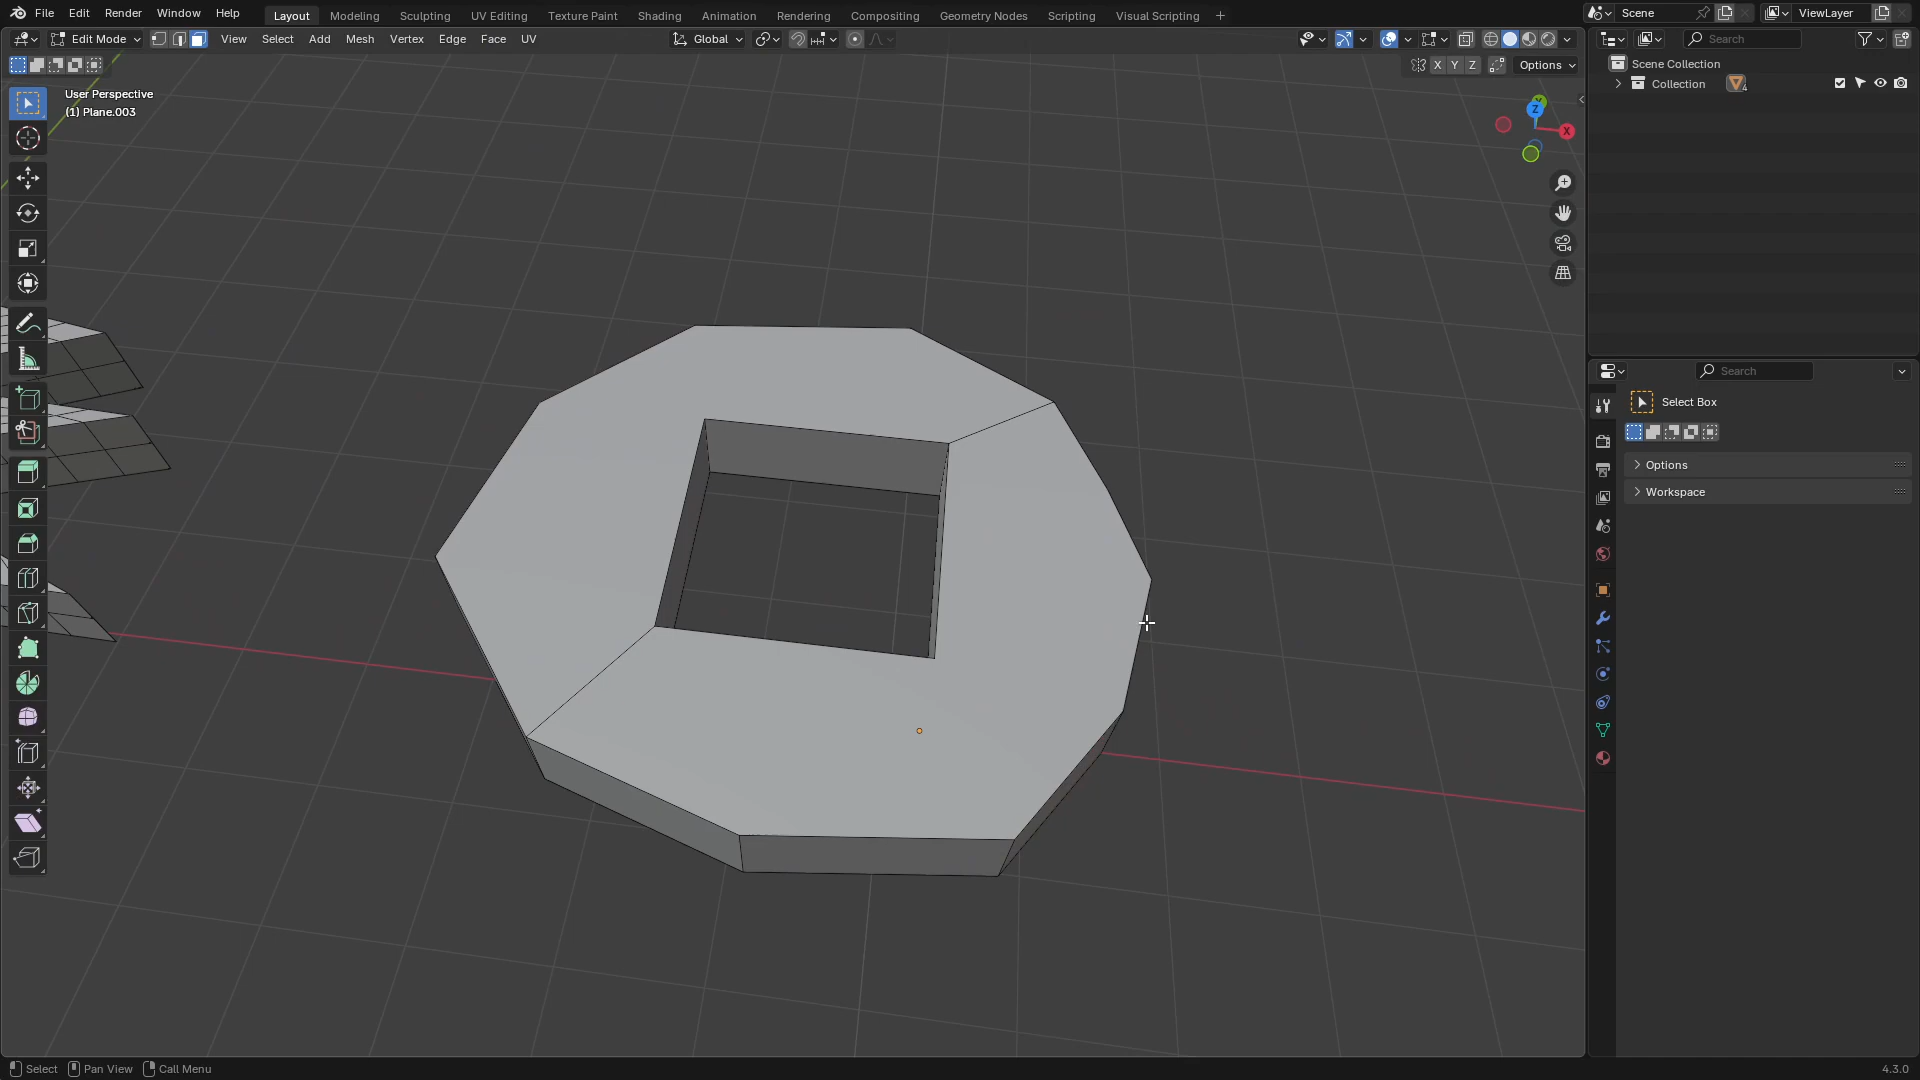 File Edit Render Window Help Layout Modeling Sculpting UV Editing Texture Paint Shading Animation Rendering Compositing Geometry Nodes Scripting Visual Scripting + Scene ViewLayer
Edit Mode View Select Add Mesh Vertex Edge Face UV Global Search
X Y Z Options
Scene Collection
Collection 4
User Perspective
(1) Plane.003
Z
X
Search
Select Box
Options
Workspace
Select Pan View Call Menu 4.3.0